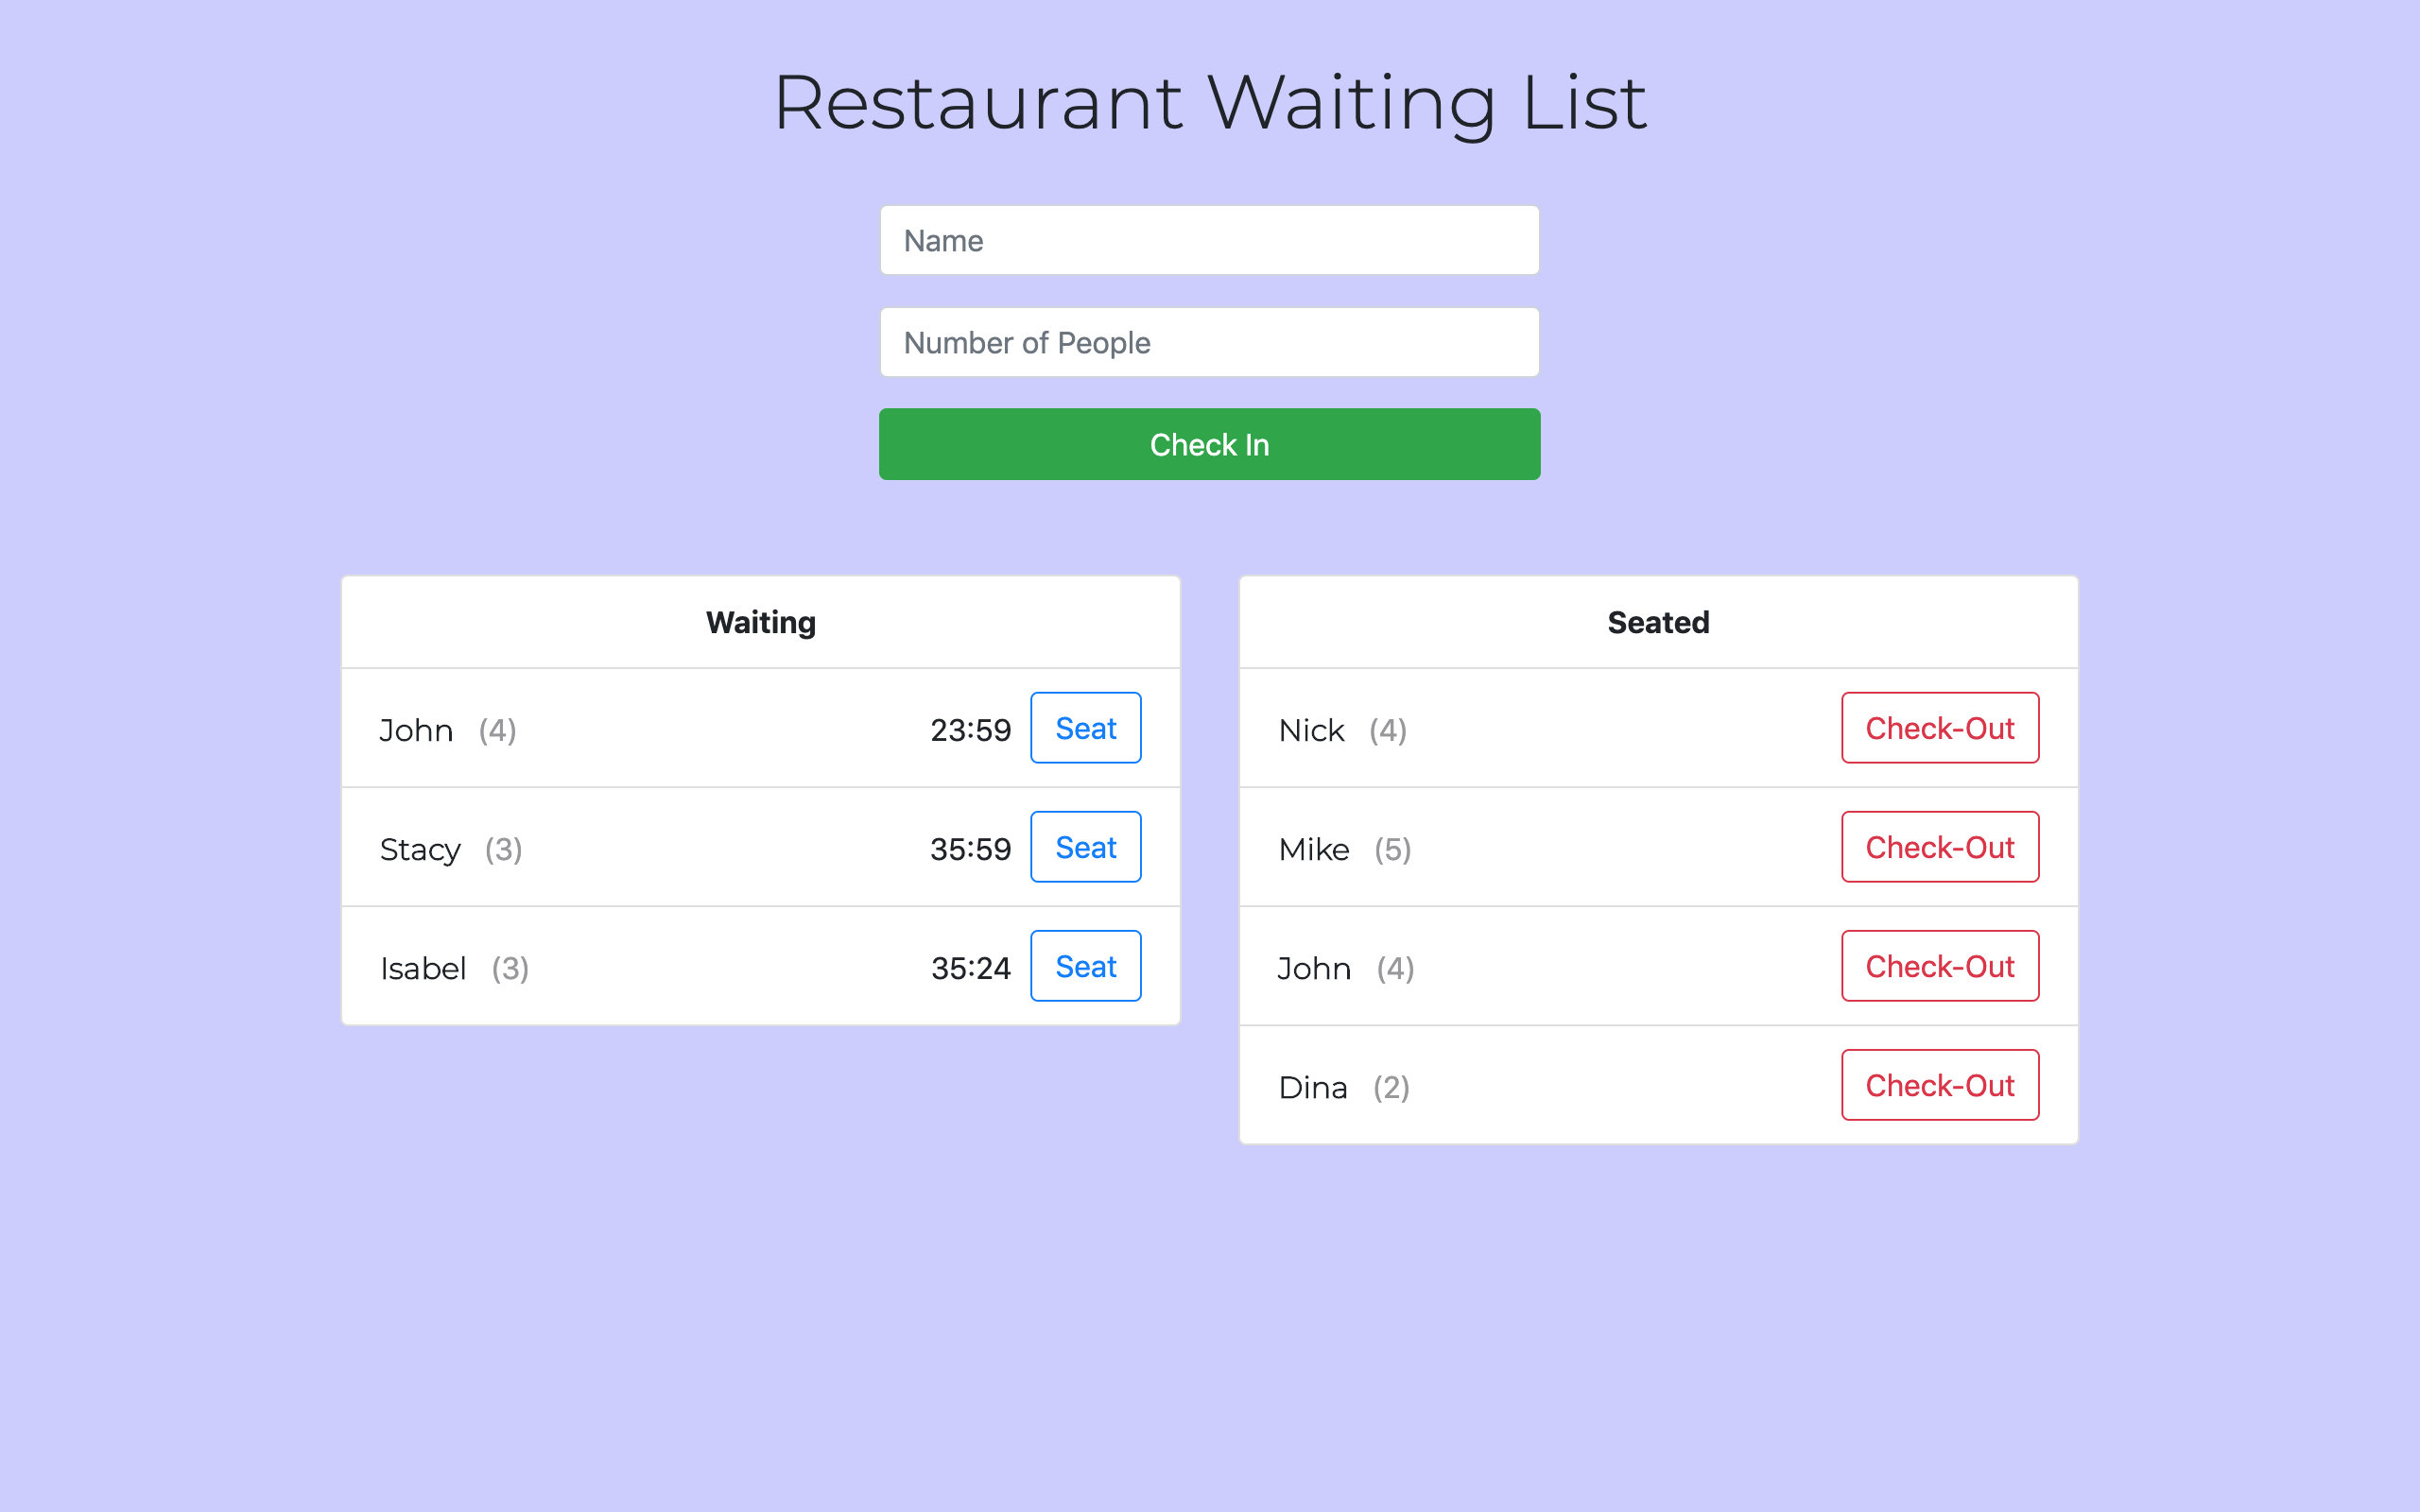 Restaurant Waiting List
Name
Number of People
Check In
Waiting
John (4) 23:59 Seat
Stacy (3) 35:59 Seat
Isabel (3) 35:24 Seat
Seated
Nick (4) Check-Out
Mike (5) Check-Out
John (4) Check-Out
Dina (2) Check-Out